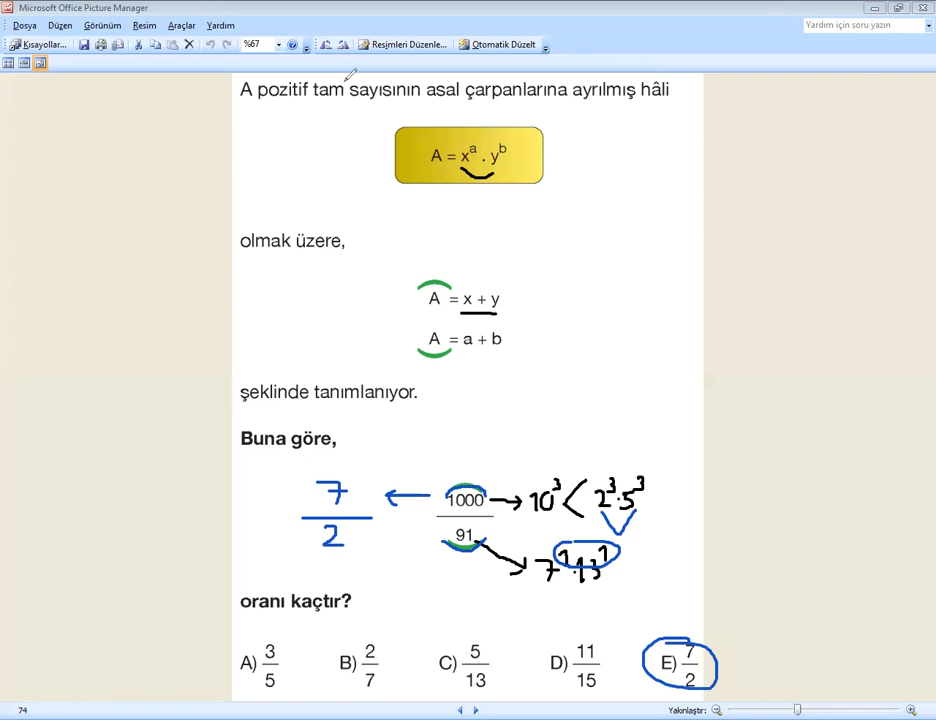 Microsoft Office Picture Manager
Dosya Düzen Görünüm Resim Araçlar Yardım
Yardım için soru yazın
Kısayollar... %67 Resimleri Düzenle... Otomatik Düzelt
A pozitif tam sayısının asal çarpanlarına ayrılmış hâli
A = x^a . y^b
olmak üzere,
A = x + y
A = a + b
şeklinde tanımlanıyor.
Buna göre,
7 ← 1000 → 10^3 < 2^3 · 5^3
2 91 → 7^1 · 13^1
oranı kaçtır?
A) 3/5 B) 2/7 C) 5/13 D) 11/15 E) 7/2
74 Yakınlaştır: